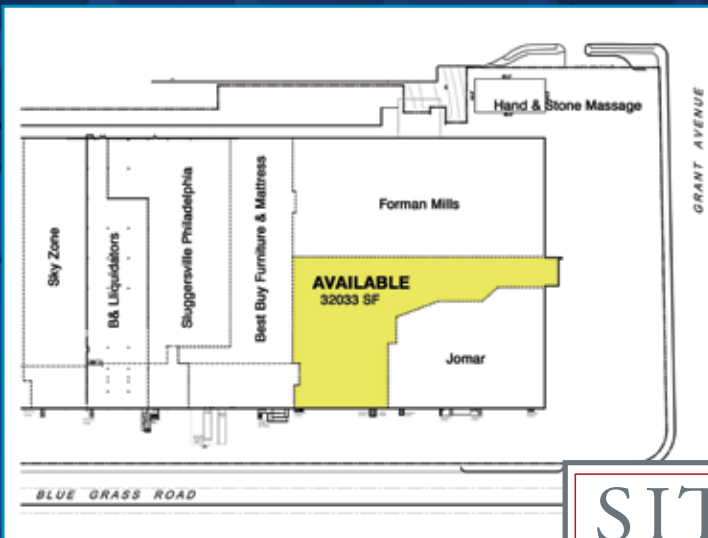 Hand & Stone Massage
GRANT AVENUE
Forman Mills
Sky Zone
B& Lliquidators
Sluggersville Philadelphia
Best Buy Furniture & Mattress
AVAILABLE
32033 SF
Jomar
BLUE GRASS ROAD
SIT